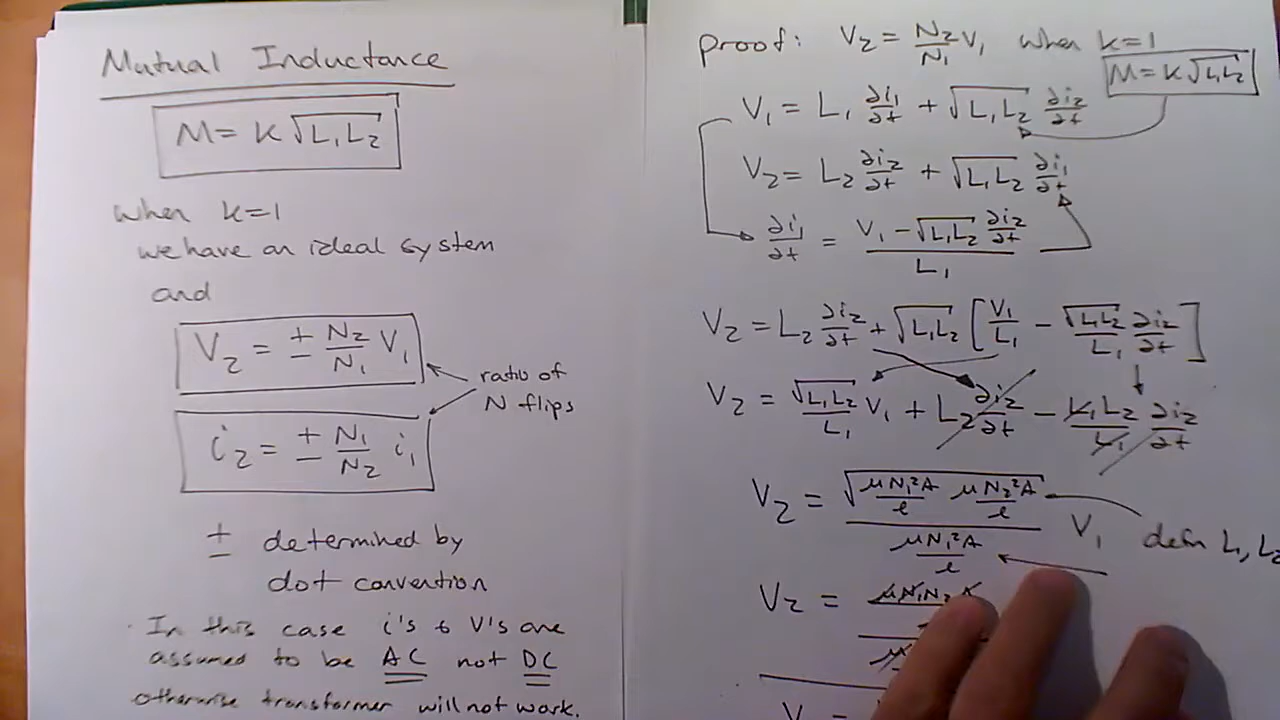 Mutual Inductance
M = K √L₁L₂
when k=1
we have an ideal system
and
V₂ = ± N₂/N₁ V₁
ratio of
N flips
i₂ = ± N₁/N₂ i₁
± determined by
dot convention
In this case i's & V's are
assumed to be AC not DC
otherwise transformer will not work.
proof: V₂ = N₂/N₁ V₁ when k=1
M = K√L₁L₂
V₁ = L₁ ∂i₁/∂t + √L₁L₂ ∂i₂/∂t
V₂ = L₂ ∂i₂/∂t + √L₁L₂ ∂i₁/∂t
∂i₁/∂t = (V₁ - √L₁L₂ ∂i₂/∂t)/L₁
V₂ = L₂ ∂i₂/∂t + √L₁L₂ [V₁/L₁ - √L₁L₂/L₁ ∂i₂/∂t]
V₂ = √L₁L₂/L₁ V₁ + L₂ ∂i₂/∂t - L₁L₂/L₁ ∂i₂/∂t
V₂ = √(μN₁²A/l μN₂²A/l) / (μN₁²A/l) V₁ defn L₁, L₂
V₂ = μN₁N₂A